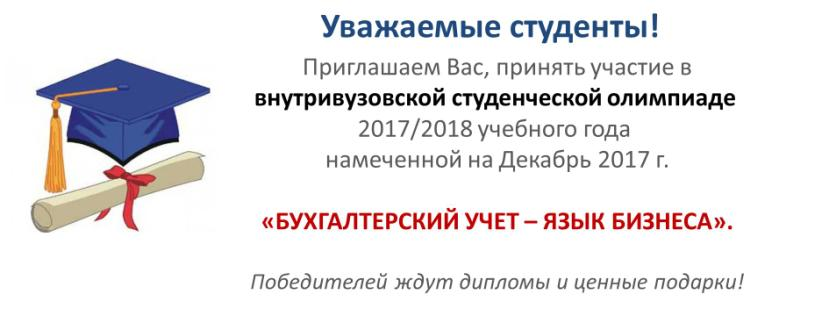 Уважаемые студенты!
Приглашаем Вас, принять участие в
внутривузовской студенческой олимпиаде
2017/2018 учебного года
намеченной на Декабрь 2017 г.
«БУХГАЛТЕРСКИЙ УЧЕТ – ЯЗЫК БИЗНЕСА».
Победителей ждут дипломы и ценные подарки!